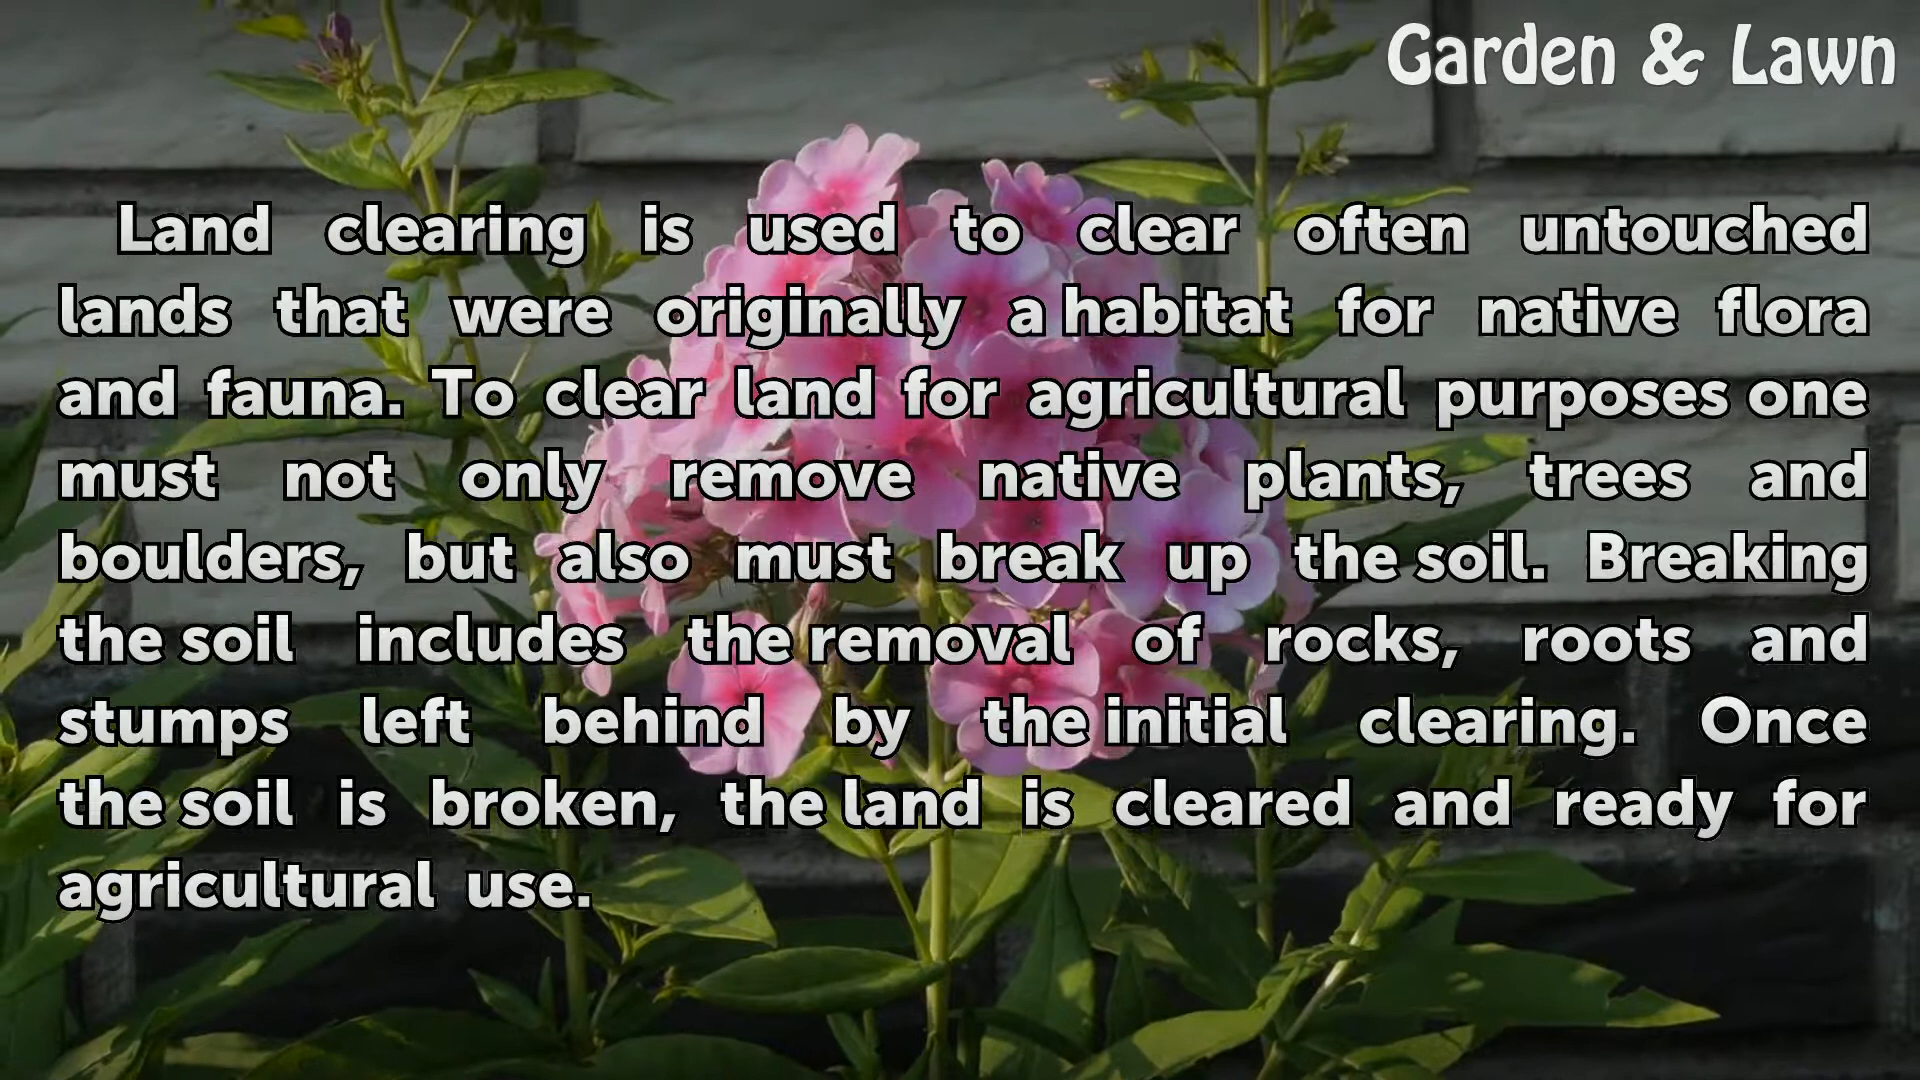 Garden & Lawn
Land clearing is used to clear often untouched
lands that were originally a habitat for native flora
and fauna. To clear land for agricultural purposes one
must not only remove native plants, trees and
boulders, but also must break up the soil. Breaking
the soil includes the removal of rocks, roots and
stumps left behind by the initial clearing. Once
the soil is broken, the land is cleared and ready for
agricultural use.